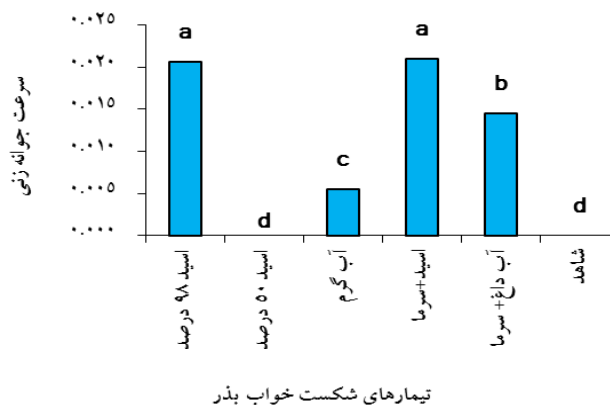 ۰.۰۲۵
۰.۰۲۰
۰.۰۱۵
۰.۰۱۰
۰.۰۰۵
۰.۰۰۰
سرعت جوانه زنی
a
d
c
a
b
d
اسید ۹۸ درصد
اسید ۵۰ درصد
آب گرم
اسید+سرما
آب داغ+ سرما
شاهد
تیمارهای شکست خواب بذر